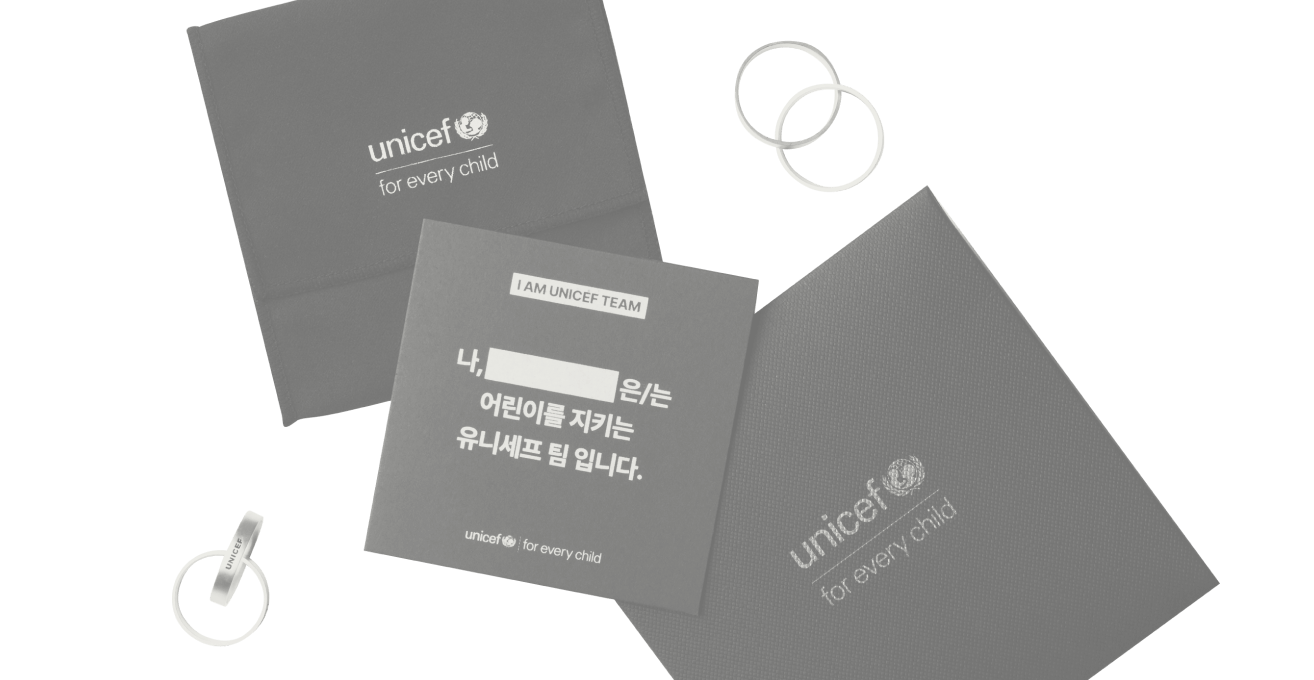 unicef
for every child
I AM UNICEF TEAM
나, 은/는
어린이를 지키는
유니세프 팀 입니다.
unicef for every child
unicef
for every child
UNICEF